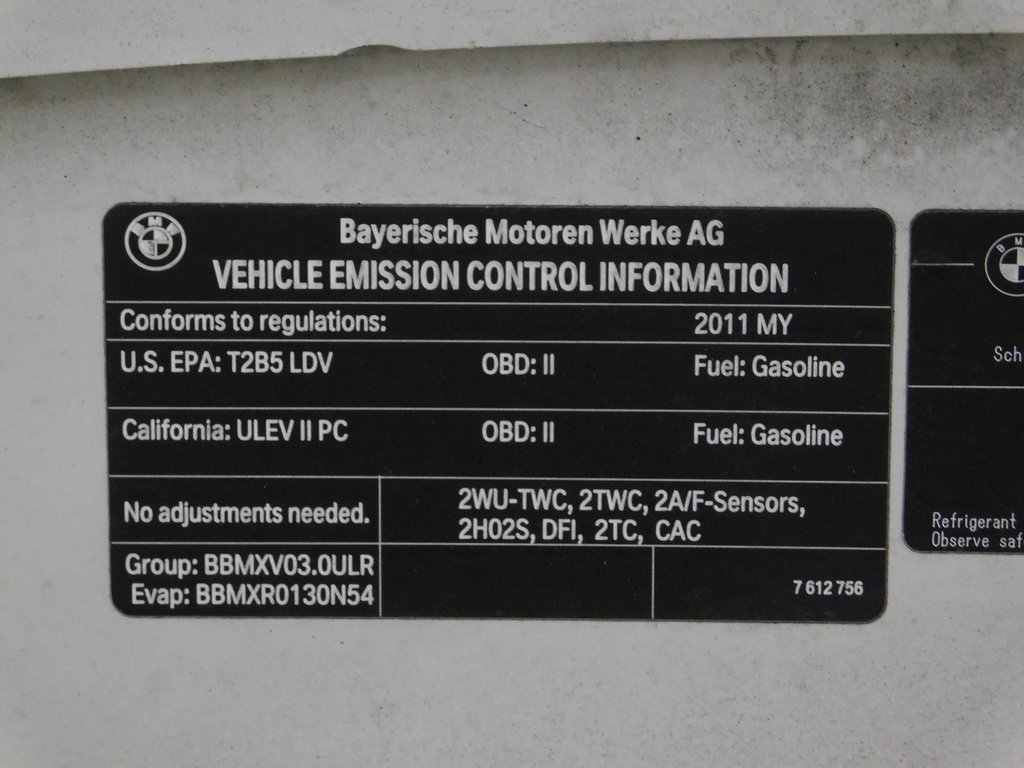 BMW
Bayerische Motoren Werke AG
VEHICLE EMISSION CONTROL INFORMATION
Conforms to regulations: 2011 MY
U.S. EPA: T2B5 LDV OBD: II Fuel: Gasoline
California: ULEV II PC OBD: II Fuel: Gasoline
No adjustments needed.
2WU-TWC, 2TWC, 2A/F-Sensors,
2H02S, DFI, 2TC, CAC
Group: BBMXV03.0ULR
Evap: BBMXR0130N54
7 612 756
B M
Sch
Refrigerant
Observe saf